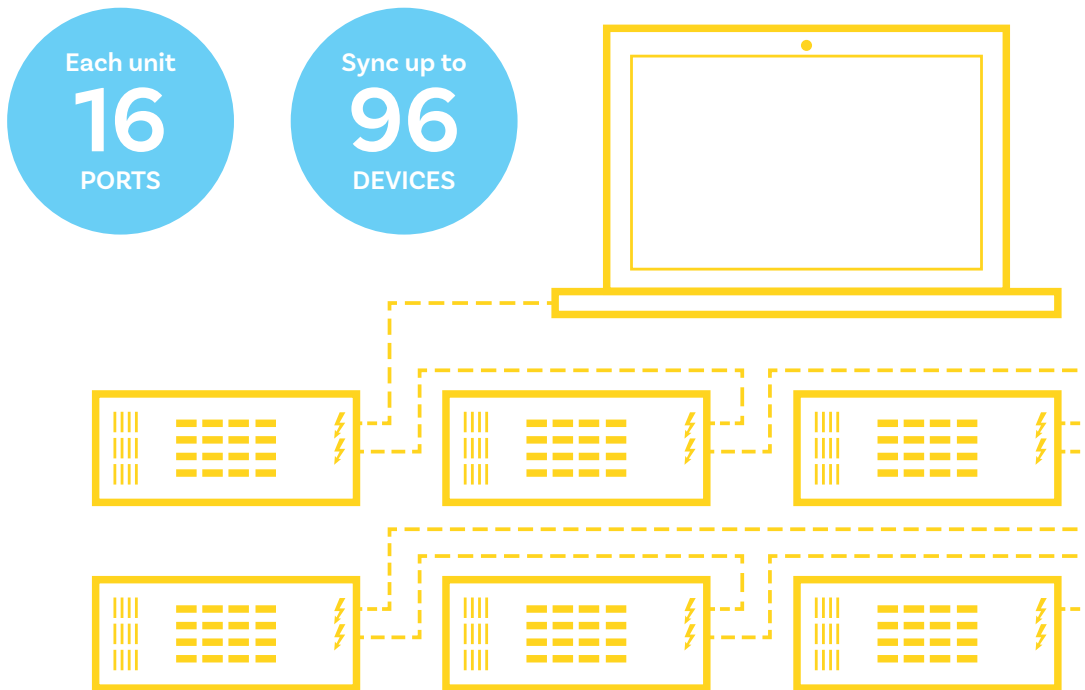 Each unit
16
PORTS
Sync up to
96
DEVICES